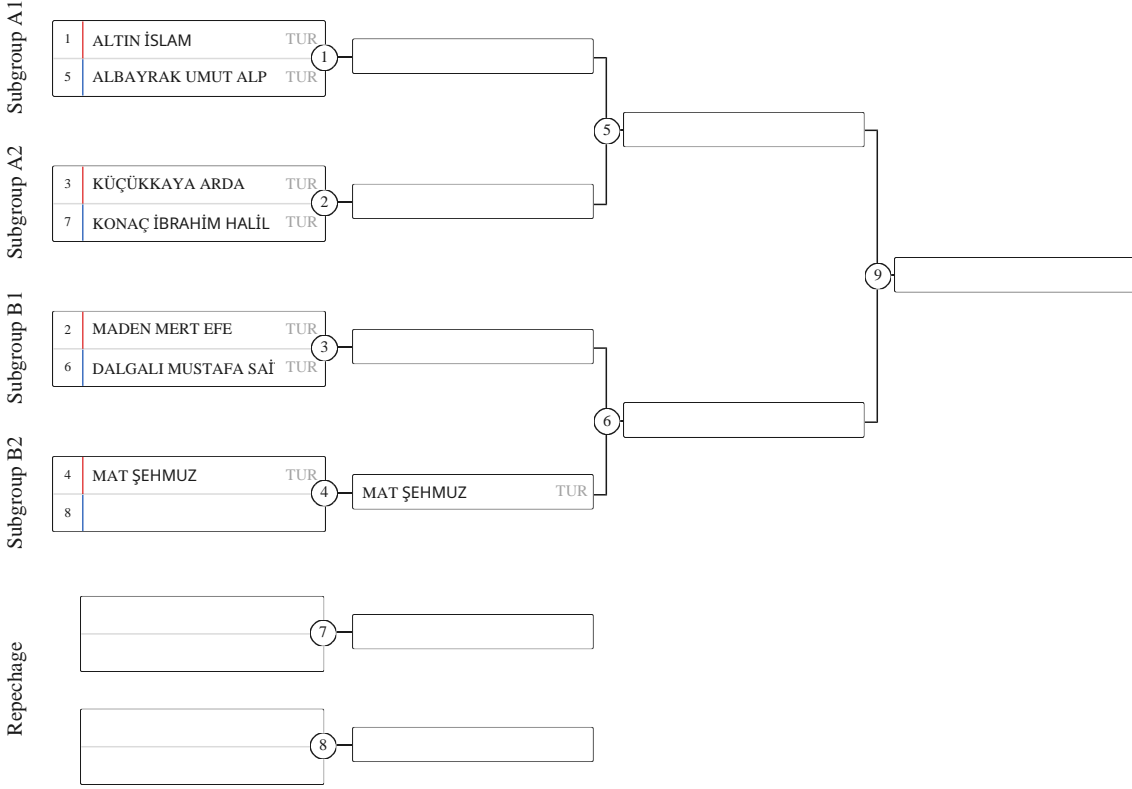 Subgroup A1
1 ALTIN İSLAM TUR
5 ALBAYRAK UMUT ALP TUR
1
5
Subgroup A2
3 KÜÇÜKKAYA ARDA TUR
7 KONAÇ İBRAHİM HALİL TUR
2
9
Subgroup B1
2 MADEN MERT EFE TUR
6 DALGALI MUSTAFA SAİ TUR
3
6
Subgroup B2
4 MAT ŞEHMUZ TUR
8
4
MAT ŞEHMUZ TUR
Repechage
7
8